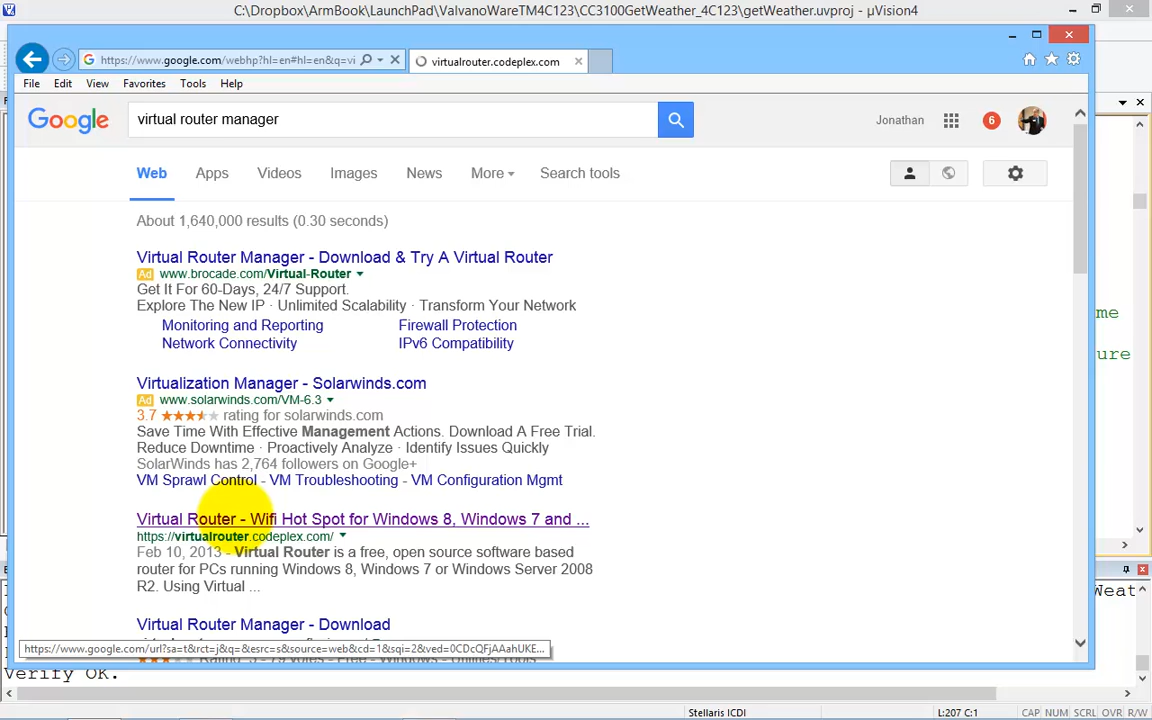 C:\Dropbox\ArmBook\LaunchPad\ValvanoWareTM4C123\CC3100GetWeather_4C123\getWeather.uvproj - µVision4
https://www.google.com/webhp?hl=en#hl=en&q=vi
virtualrouter.codeplex.com
File Edit View Favorites Tools Help
Google
virtual router manager
Jonathan
6
Web Apps Videos Images News More Search tools
About 1,640,000 results (0.30 seconds)
Virtual Router Manager - Download & Try A Virtual Router
Ad www.brocade.com/Virtual-Router
Get It For 60-Days, 24/7 Support.
Explore The New IP · Unlimited Scalability · Transform Your Network
Monitoring and Reporting Firewall Protection
Network Connectivity IPv6 Compatibility
me
ure
Virtualization Manager - Solarwinds.com
Ad www.solarwinds.com/VM-6.3
3.7 rating for solarwinds.com
Save Time With Effective Management Actions. Download A Free Trial.
Reduce Downtime · Proactively Analyze · Identify Issues Quickly
SolarWinds has 2,764 followers on Google+
VM Sprawl Control - VM Troubleshooting - VM Configuration Mgmt
Virtual Router - Wifi Hot Spot for Windows 8, Windows 7 and ...
https://virtualrouter.codeplex.com/
Feb 10, 2013 - Virtual Router is a free, open source software based
router for PCs running Windows 8, Windows 7 or Windows Server 2008
R2. Using Virtual ...
Weat
Virtual Router Manager - Download
https://www.google.com/url?sa=t&rct=j&q=&esrc=s&source=web&cd=1&sqi=2&ved=0CDcQFjAAahUKE...
Verify OK.
Stellaris ICDI
L:207 C:1
CAP NUM SCRL OVR R/W